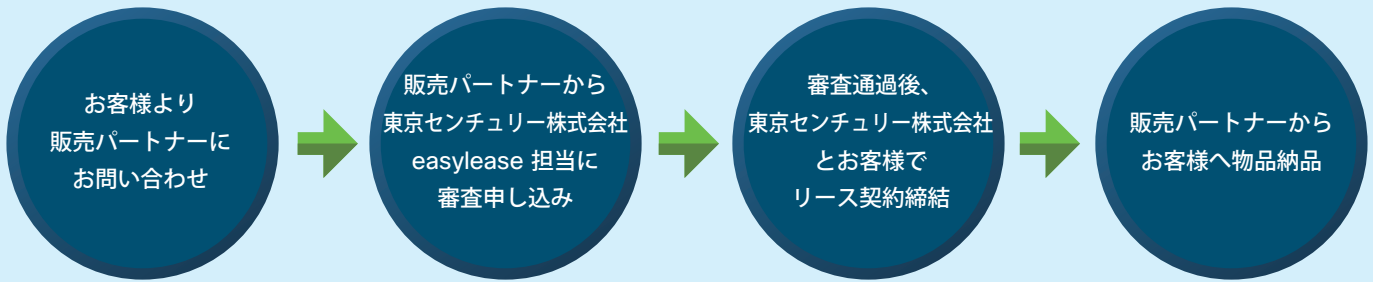 お客様より
販売パートナーに
お問い合わせ
販売パートナーから
東京センチュリー株式会社
easylease 担当に
審査申し込み
審査通過後、
東京センチュリー株式会社
とお客様で
リース契約締結
販売パートナーから
お客様へ物品納品